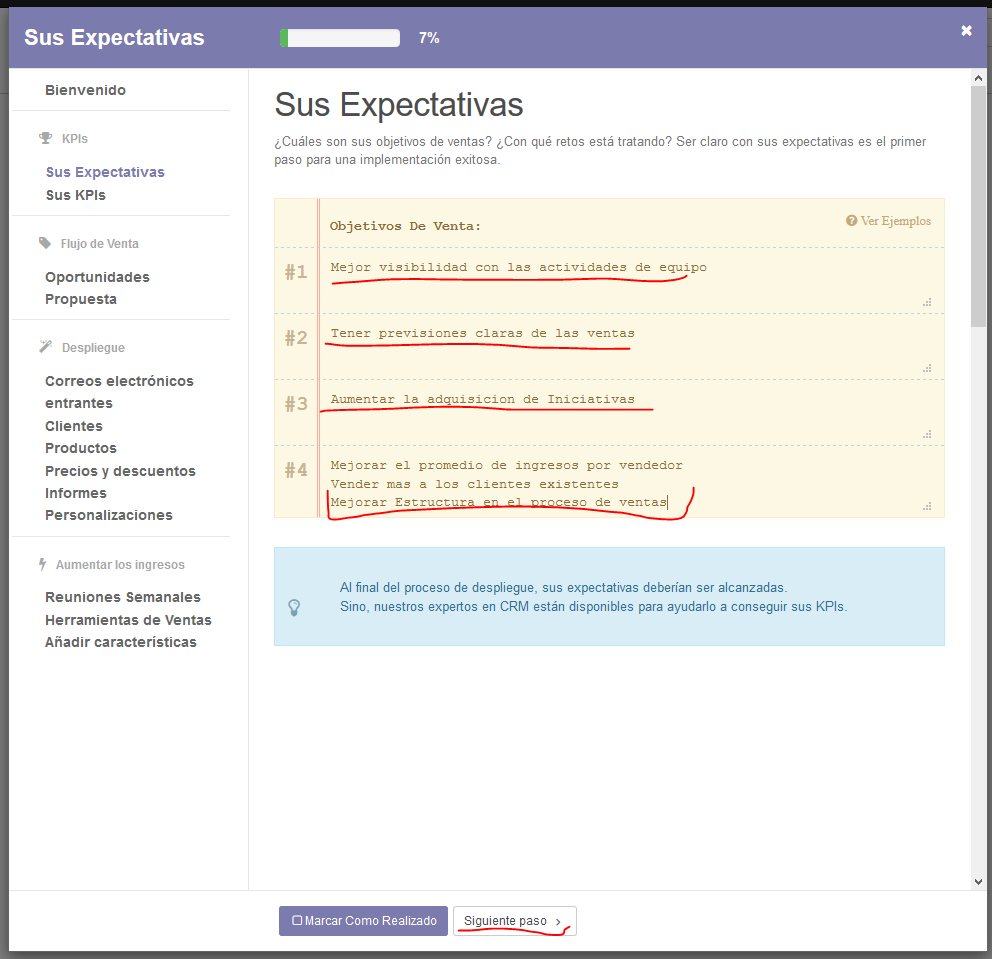 Sus Expectativas
7%
Bienvenido
KPIs
Sus Expectativas
Sus KPIs
Flujo de Venta
Oportunidades
Propuesta
Despliegue
Correos electrónicos
entrantes
Clientes
Productos
Precios y descuentos
Informes
Personalizaciones
Aumentar los ingresos
Reuniones Semanales
Herramientas de Ventas
Añadir características
Sus Expectativas
¿Cuáles son sus objetivos de ventas? ¿Con qué retos está tratando? Ser claro con sus expectativas es el primer
paso para una implementación exitosa.
Objetivos De Venta:
Ver Ejemplos
#1 Mejor visibilidad con las actividades de equipo
#2 Tener previsiones claras de las ventas
#3 Aumentar la adquisicion de Iniciativas
#4 Mejorar el promedio de ingresos por vendedor
Vender mas a los clientes existentes
Mejorar Estructura en el proceso de ventas
Al final del proceso de despliegue, sus expectativas deberían ser alcanzadas.
Sino, nuestros expertos en CRM están disponibles para ayudarlo a conseguir sus KPIs.
Marcar Como Realizado
Siguiente paso